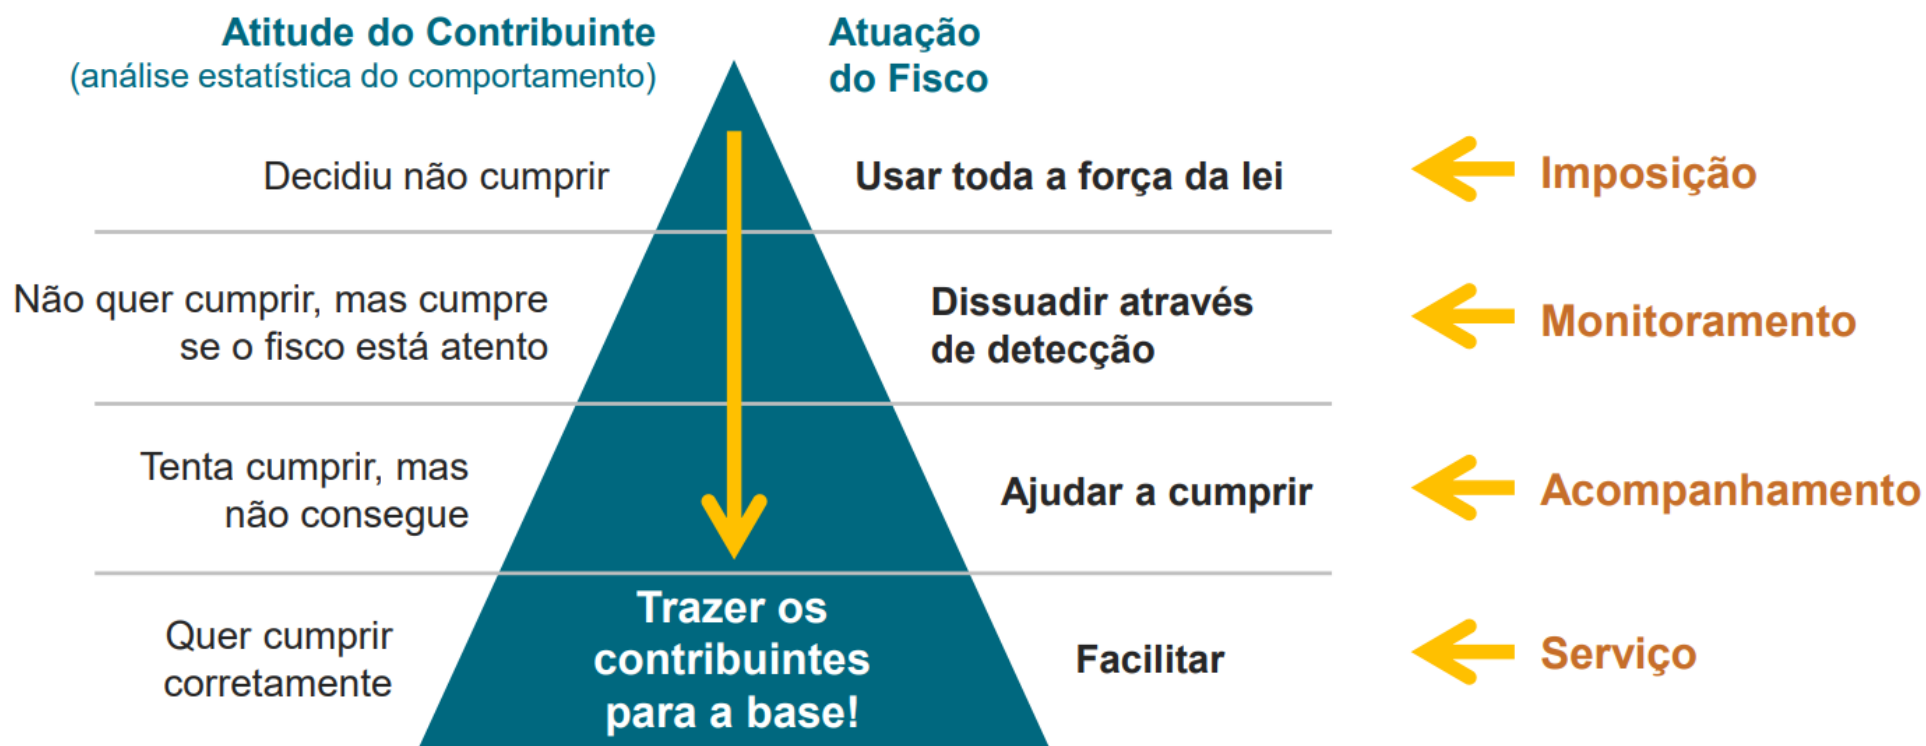 Atitude do Contribuinte
(análise estatística do comportamento)
Atuação
do Fisco
Decidiu não cumprir
Usar toda a força da lei
Imposição
Não quer cumprir, mas cumpre
se o fisco está atento
Dissuadir através
de detecção
Monitoramento
Tenta cumprir, mas
não consegue
Ajudar a cumprir
Acompanhamento
Quer cumprir
corretamente
Trazer os
contribuintes
para a base!
Facilitar
Serviço